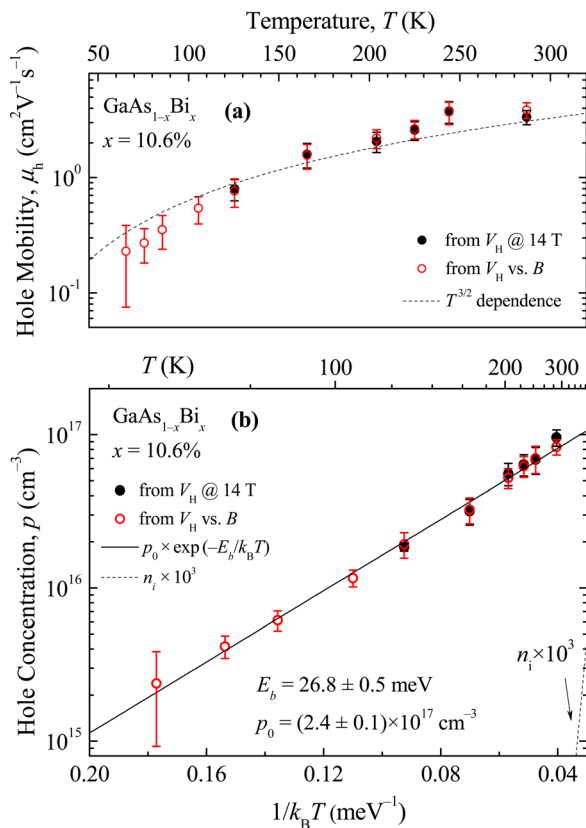 Temperature, T (K)
50 100 150 200 250 300
Hole Mobility, μh (cm²V⁻¹s⁻¹)
GaAs₁₋ₓBiₓ (a)
x = 10.6%
10⁰
10⁻¹
from VH @ 14 T
from VH vs. B
T³ᐟ² dependence
T (K) 100 200 300
Hole Concentration, p (cm⁻³)
GaAs₁₋ₓBiₓ (b)
x = 10.6%
10¹⁷
from VH @ 14 T
from VH vs. B
p₀ × exp (−Eb/kBT)
nᵢ × 10³
10¹⁶
nᵢ×10³
Eb = 26.8 ± 0.5 meV
p₀ = (2.4 ± 0.1)×10¹⁷ cm⁻³
10¹⁵
0.20 0.16 0.12 0.08 0.04
1/kBT (meV⁻¹)